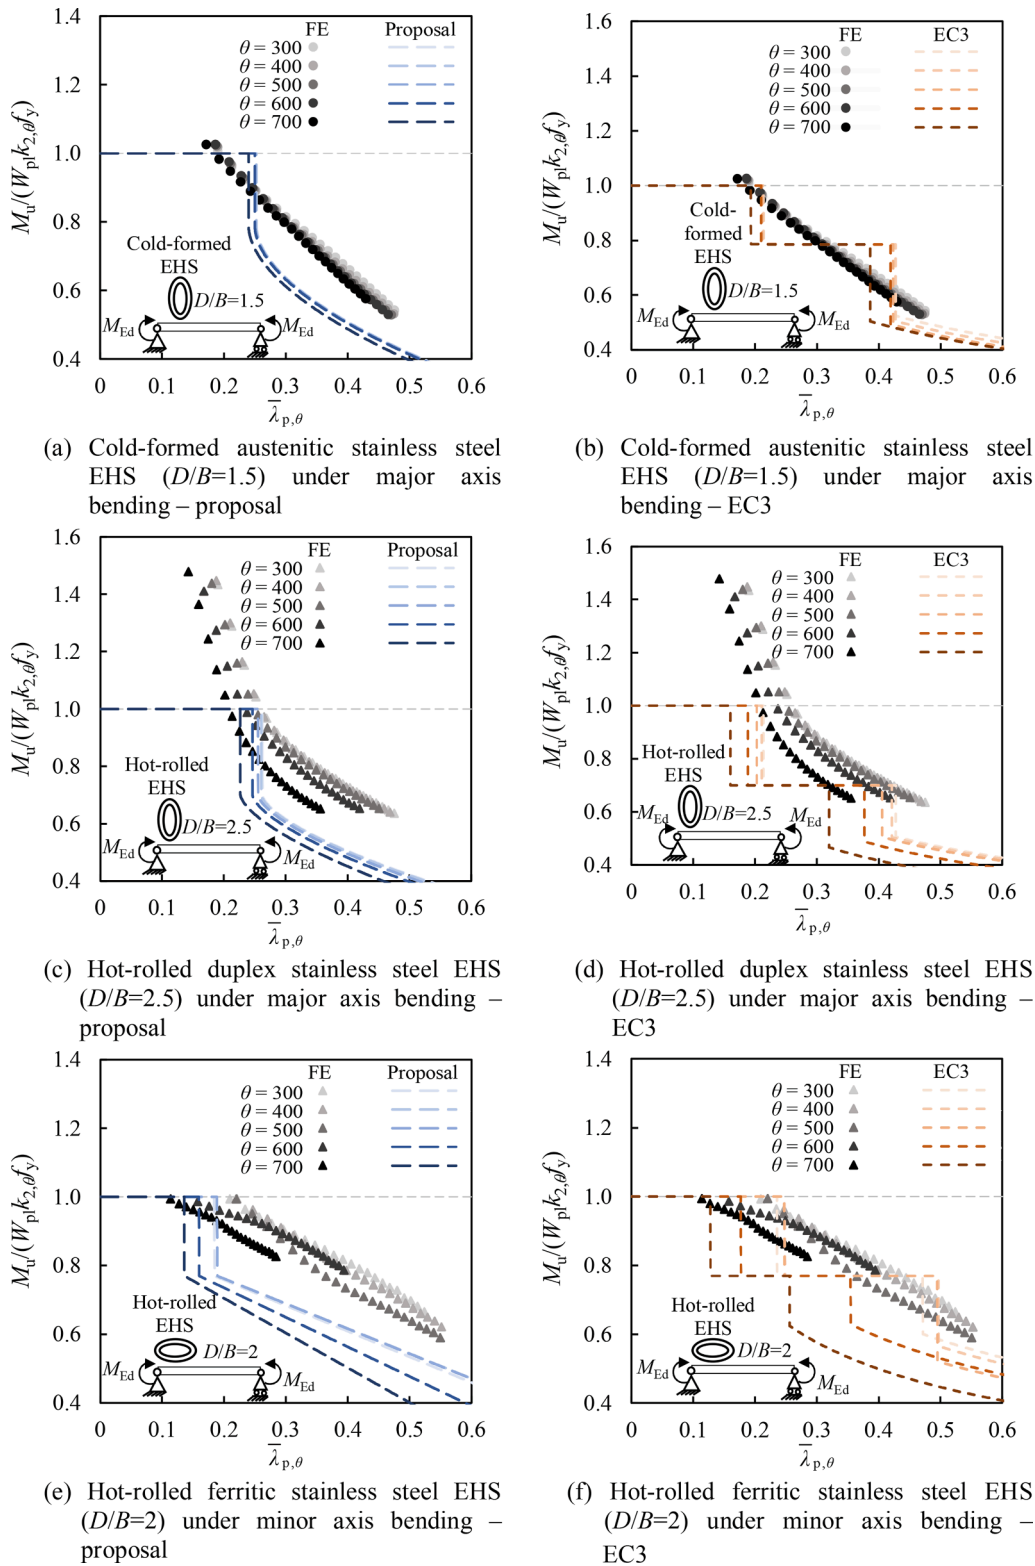 1.4
1.2
1.0
0.8
0.6
0.4
0 0.1 0.2 0.3 0.4 0.5 0.6
Mu/(Wplk2,θfy)
λ̅p,θ
FE Proposal
θ = 300
θ = 400
θ = 500
θ = 600
θ = 700
Cold-formed
EHS
D/B=1.5
MEd MEd
(a) Cold-formed austenitic stainless steel
EHS (D/B=1.5) under major axis
bending – proposal
1.6
1.4
1.2
1.0
0.8
0.6
0.4
0 0.1 0.2 0.3 0.4 0.5 0.6
Mu/(Wplk2,θfy)
λ̅p,θ
FE EC3
θ = 300
θ = 400
θ = 500
θ = 600
θ = 700
Cold-
formed
EHS
D/B=1.5
MEd MEd
(b) Cold-formed austenitic stainless steel
EHS (D/B=1.5) under major axis
bending – EC3
1.6
1.4
1.2
1.0
0.8
0.6
0.4
0 0.1 0.2 0.3 0.4 0.5 0.6
Mu/(Wplk2,θfy)
λ̅p,θ
FE Proposal
θ = 300
θ = 400
θ = 500
θ = 600
θ = 700
Hot-rolled
EHS
D/B=2.5
MEd MEd
(c) Hot-rolled duplex stainless steel EHS
(D/B=2.5) under major axis bending –
proposal
1.6
1.4
1.2
1.0
0.8
0.6
0.4
0 0.1 0.2 0.3 0.4 0.5 0.6
Mu/(Wplk2,θfy)
λ̅p,θ
FE EC3
θ = 300
θ = 400
θ = 500
θ = 600
θ = 700
Hot-rolled
EHS
D/B=2.5
MEd MEd
(d) Hot-rolled duplex stainless steel EHS
(D/B=2.5) under major axis bending –
EC3
1.4
1.2
1.0
0.8
0.6
0.4
0 0.1 0.2 0.3 0.4 0.5 0.6
Mu/(Wplk2,θfy)
λ̅p,θ
FE Proposal
θ = 300
θ = 400
θ = 500
θ = 600
θ = 700
Hot-rolled
EHS
D/B=2
MEd MEd
(e) Hot-rolled ferritic stainless steel EHS
(D/B=2) under minor axis bending –
proposal
1.4
1.2
1.0
0.8
0.6
0.4
0 0.1 0.2 0.3 0.4 0.5 0.6
Mu/(Wplk2,θfy)
λ̅p,θ
FE EC3
θ = 300
θ = 400
θ = 500
θ = 600
θ = 700
Hot-rolled
EHS
D/B=2
MEd MEd
(f) Hot-rolled ferritic stainless steel EHS
(D/B=2) under minor axis bending –
EC3